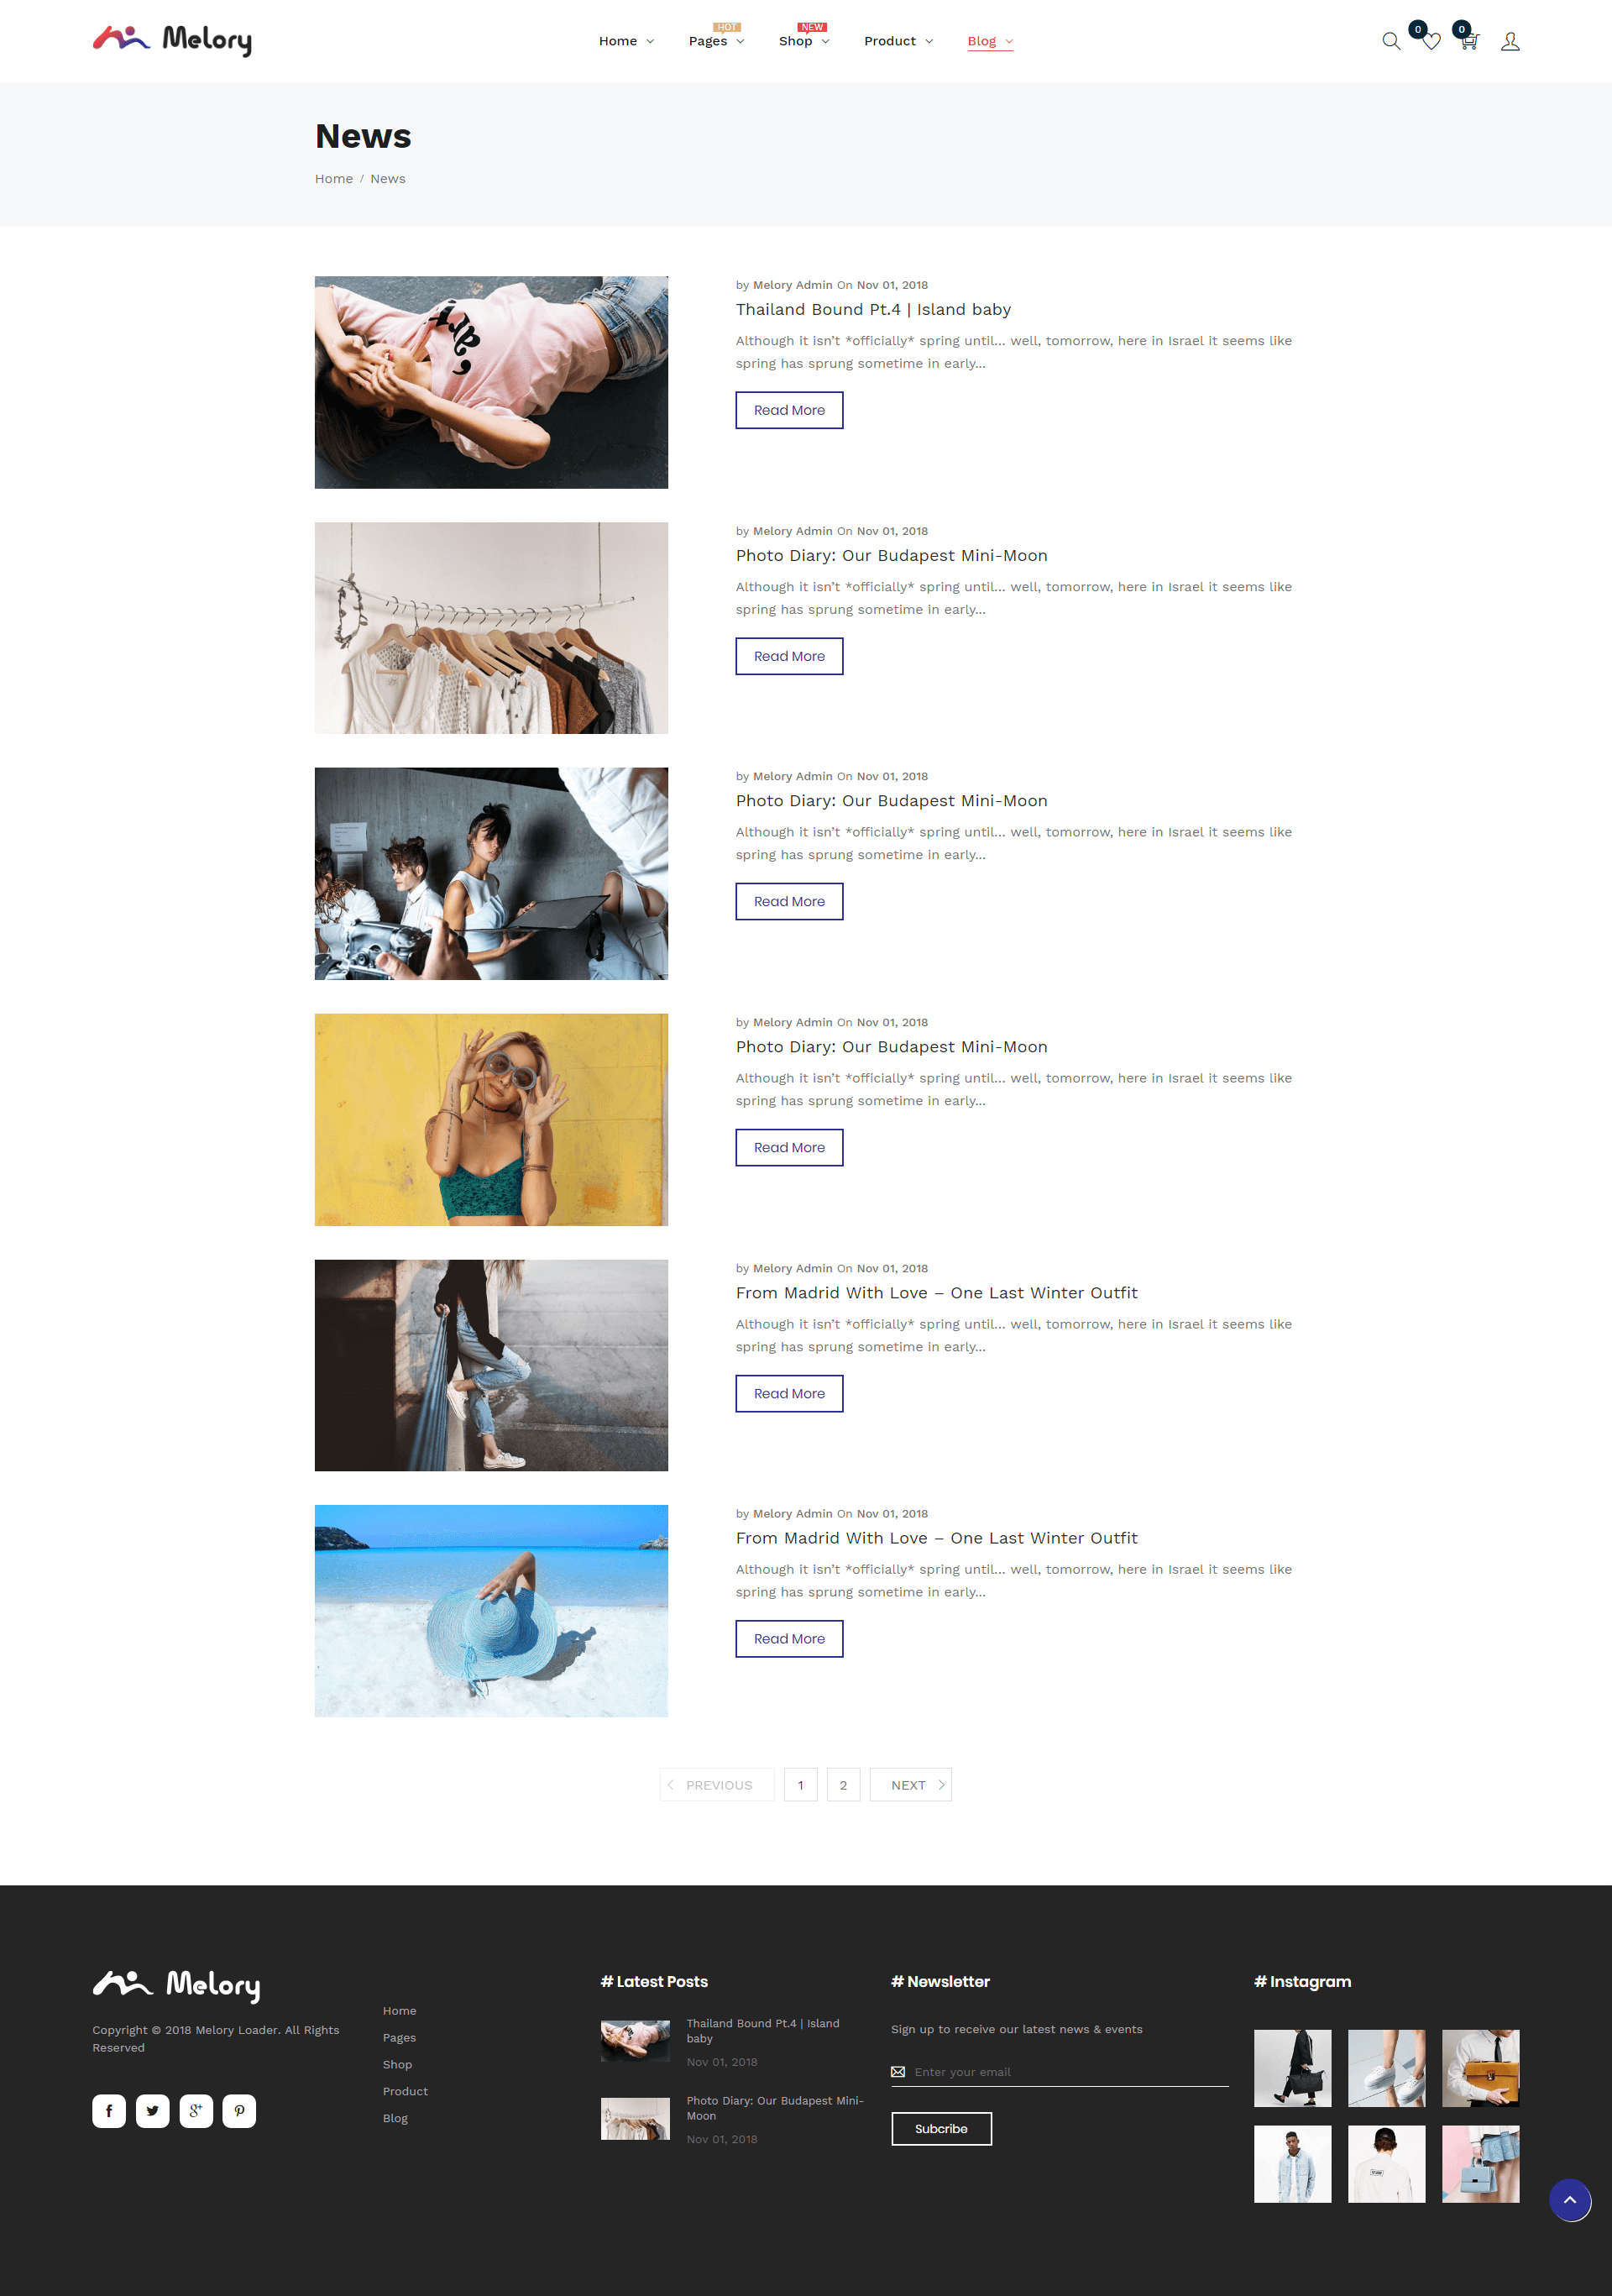 Melory
Home
HOT
Pages
NEW
Shop
Product
Blog
0
0
News
Home / News
by Melory Admin On Nov 01, 2018
Thailand Bound Pt.4 | Island baby
Although it isn’t *officially* spring until… well, tomorrow, here in Israel it seems like
spring has sprung sometime in early...
Read More
by Melory Admin On Nov 01, 2018
Photo Diary: Our Budapest Mini-Moon
Although it isn’t *officially* spring until… well, tomorrow, here in Israel it seems like
spring has sprung sometime in early...
Read More
by Melory Admin On Nov 01, 2018
Photo Diary: Our Budapest Mini-Moon
Although it isn’t *officially* spring until… well, tomorrow, here in Israel it seems like
spring has sprung sometime in early...
Read More
by Melory Admin On Nov 01, 2018
Photo Diary: Our Budapest Mini-Moon
Although it isn’t *officially* spring until… well, tomorrow, here in Israel it seems like
spring has sprung sometime in early...
Read More
by Melory Admin On Nov 01, 2018
From Madrid With Love – One Last Winter Outfit
Although it isn’t *officially* spring until… well, tomorrow, here in Israel it seems like
spring has sprung sometime in early...
Read More
by Melory Admin On Nov 01, 2018
From Madrid With Love – One Last Winter Outfit
Although it isn’t *officially* spring until… well, tomorrow, here in Israel it seems like
spring has sprung sometime in early...
Read More
PREVIOUS
1
2
NEXT
Melory
Copyright © 2018 Melory Loader. All Rights
Reserved
Home
Pages
Shop
Product
Blog
# Latest Posts
Thailand Bound Pt.4 | Island
baby
Nov 01, 2018
Photo Diary: Our Budapest Mini-
Moon
Nov 01, 2018
# Newsletter
Sign up to receive our latest news & events
Enter your email
Subcribe
# Instagram